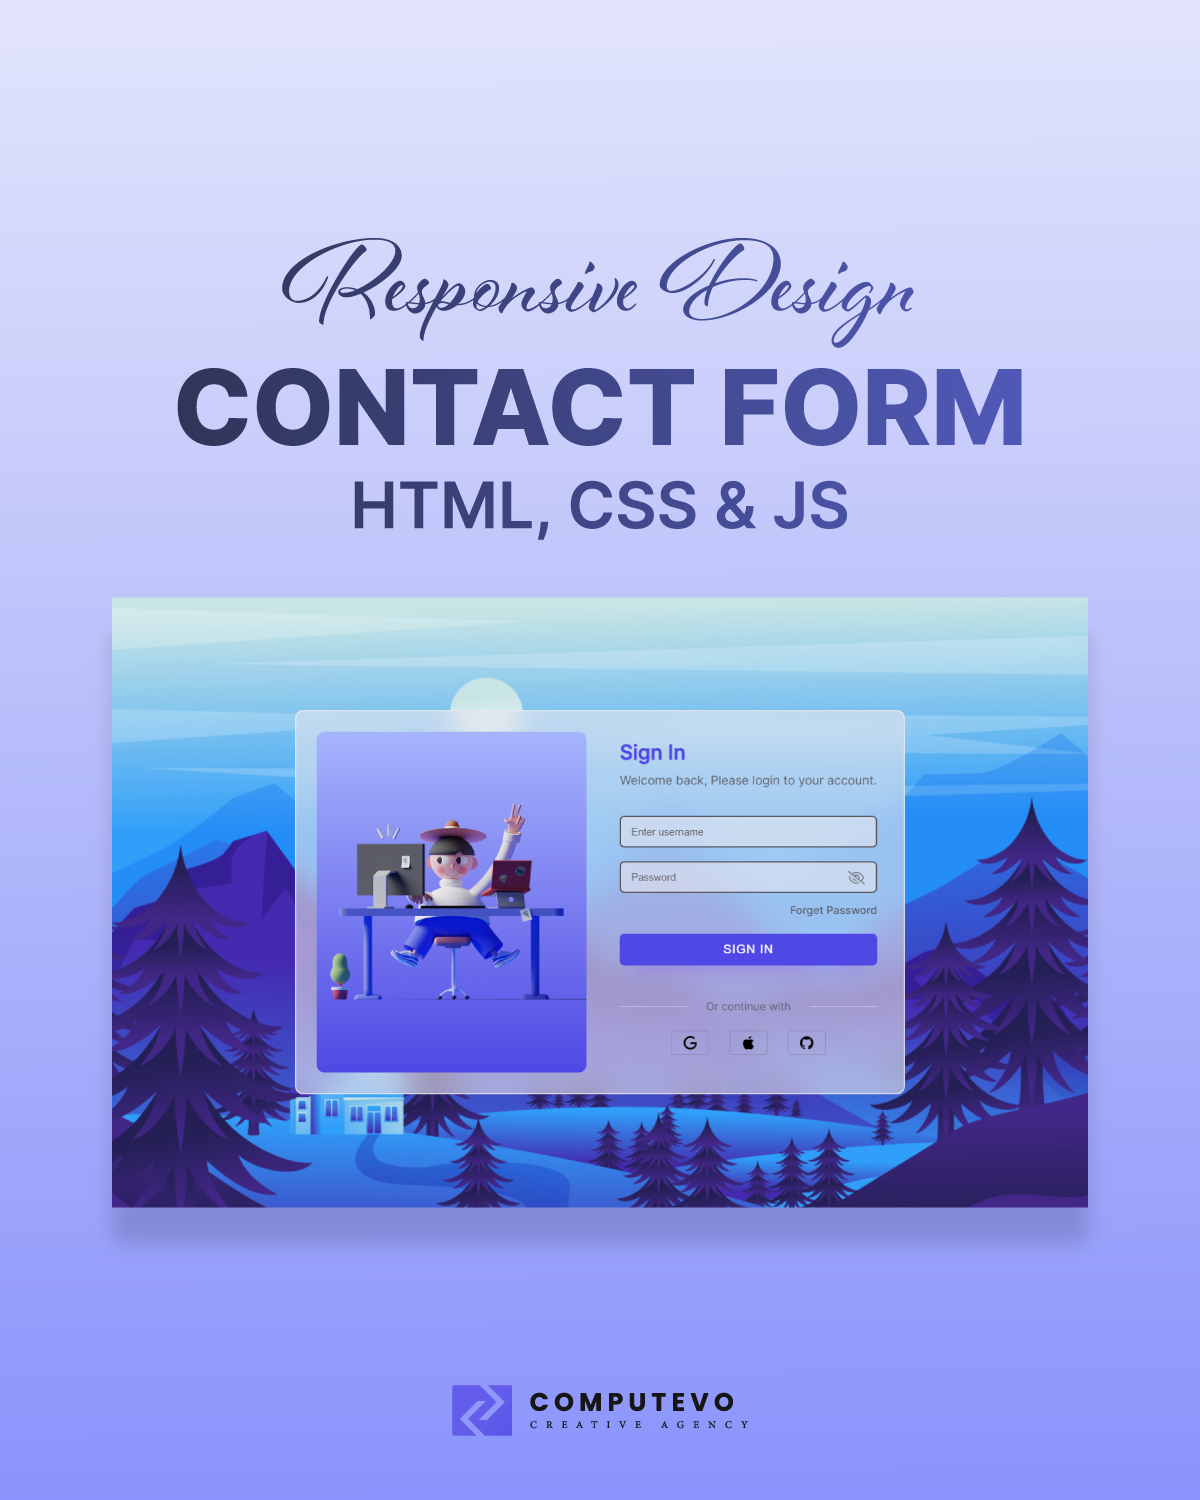 Responsive Design
CONTACT FORM
HTML, CSS & JS
Sign In
Welcome back, Please login to your account.
Enter username
Password
Forget Password
SIGN IN
Or continue with
COMPUTEVO
CREATIVE AGENCY